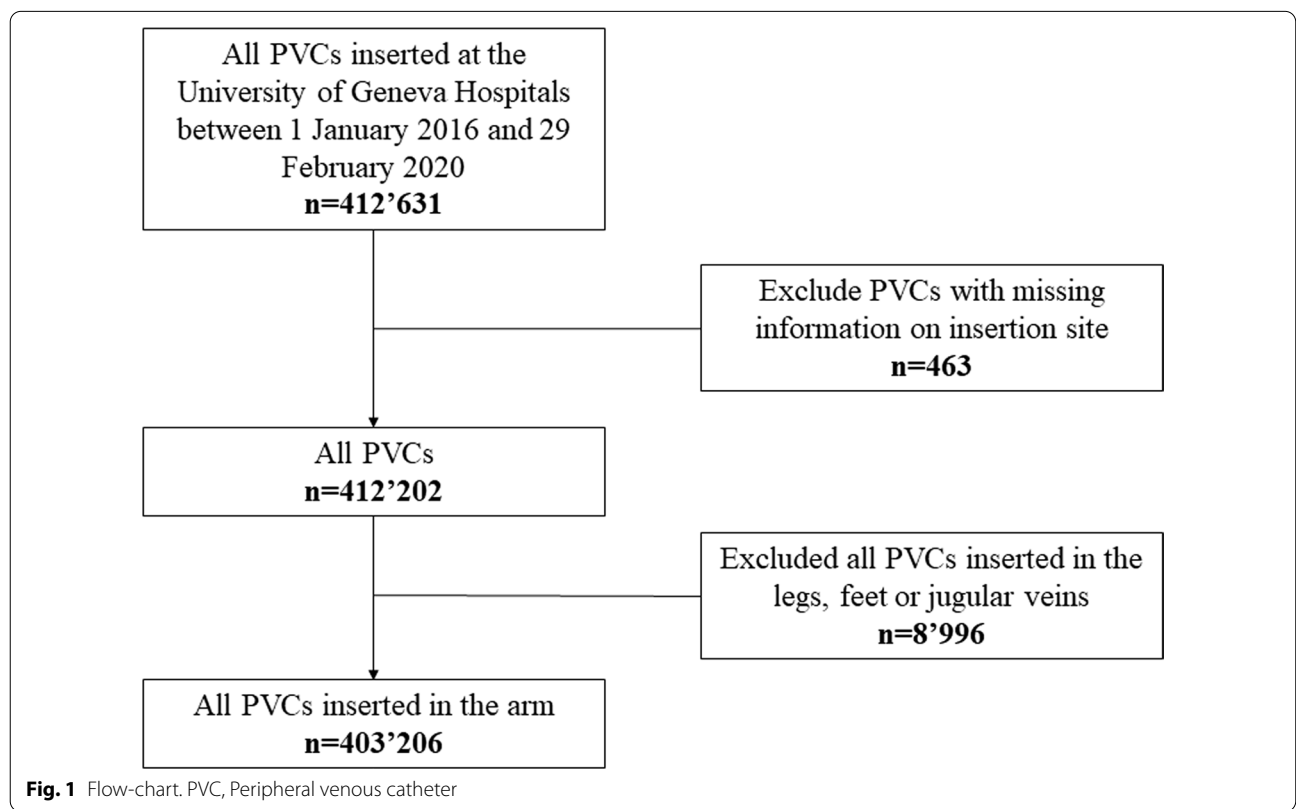 All PVCs inserted at the
University of Geneva Hospitals
between 1 January 2016 and 29
February 2020
n=412’631
Exclude PVCs with missing
information on insertion site
n=463
All PVCs
n=412’202
Excluded all PVCs inserted in the
legs, feet or jugular veins
n=8’996
All PVCs inserted in the arm
n=403’206
Fig. 1 Flow-chart. PVC, Peripheral venous catheter